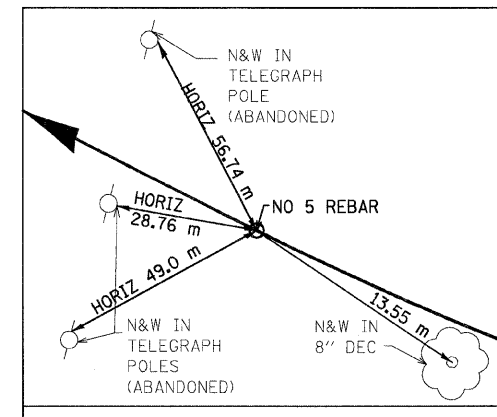 N&W IN
TELEGRAPH
POLE
(ABANDONED)
HORIZ 56.74 m
HORIZ
28.76 m
NO 5 REBAR
HORIZ 49.0 m
13.55 m
N&W IN
TELEGRAPH
POLES
(ABANDONED)
N&W IN
8" DEC